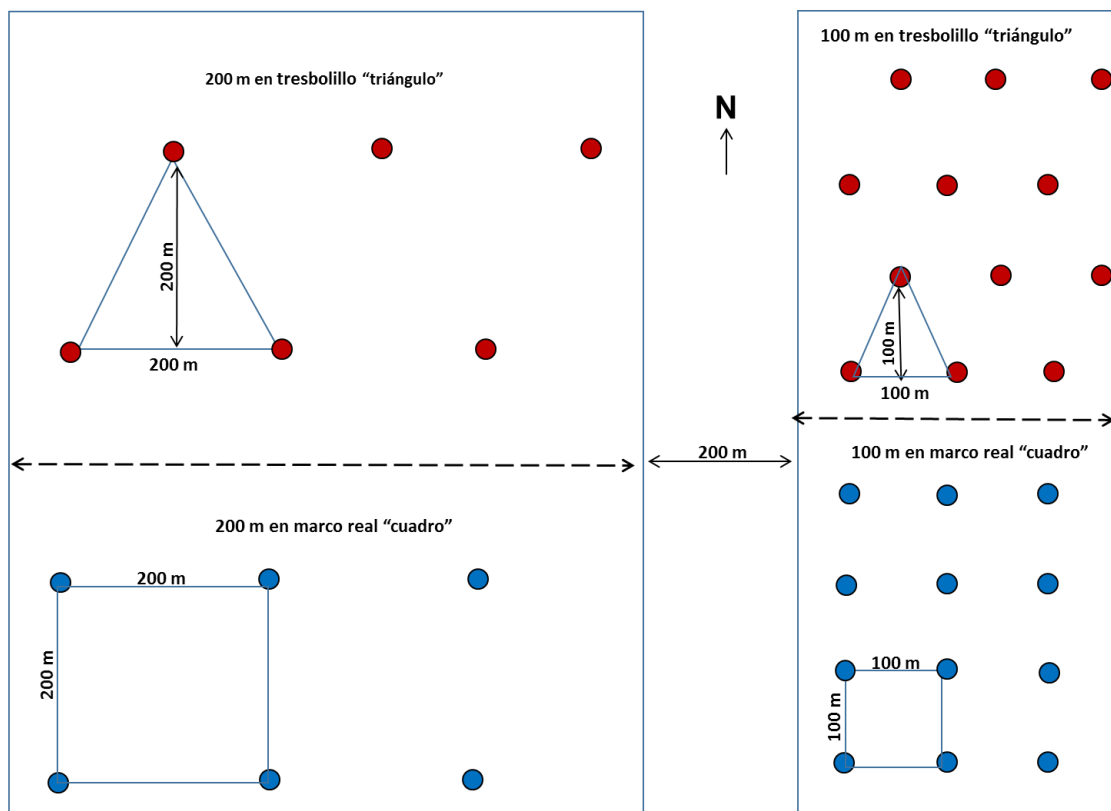 200 m en tresbolillo “triángulo”
200 m
200 m
200 m en marco real “cuadro”
200 m
200 m
N
200 m
100 m en tresbolillo “triángulo”
100 m
100 m
100 m en marco real “cuadro”
100 m
100 m